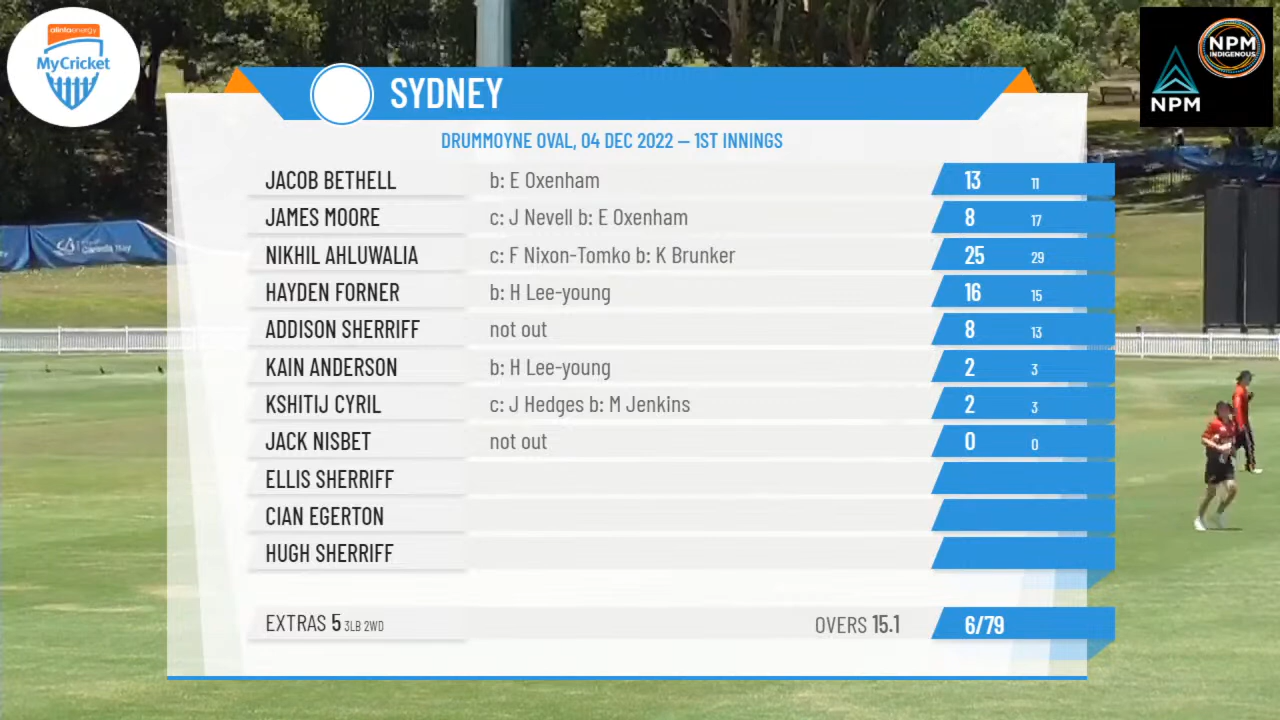 alintaenergy
MyCricket
NPM
INDIGENOUS
NPM
SYDNEY
DRUMMOYNE OVAL, 04 DEC 2022 – 1ST INNINGS
JACOB BETHELL b: E Oxenham 13 11
JAMES MOORE c: J Nevell b: E Oxenham 8 17
NIKHIL AHLUWALIA c: F Nixon-Tomko b: K Brunker 25 29
HAYDEN FORNER b: H Lee-young 16 15
ADDISON SHERRIFF not out 8 13
KAIN ANDERSON b: H Lee-young 2 3
KSHITIJ CYRIL c: J Hedges b: M Jenkins 2 3
JACK NISBET not out 0 0
ELLIS SHERRIFF
CIAN EGERTON
HUGH SHERRIFF
EXTRAS 5 3LB 2WD OVERS 15.1 6/79